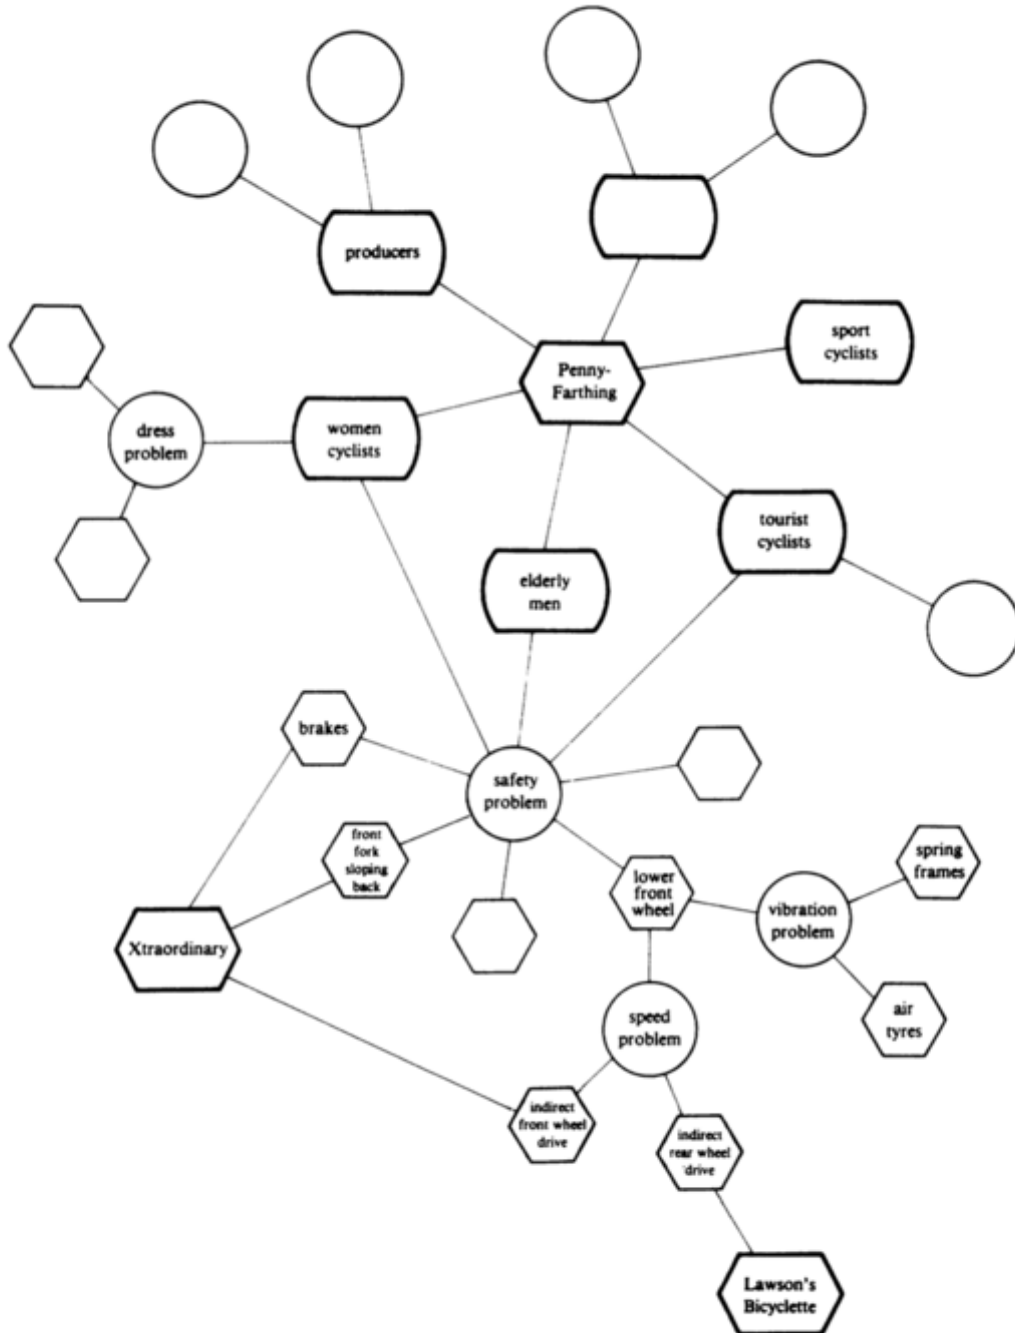 producers
sport
cyclists
Penny-
Farthing
dress
problem
women
cyclists
tourist
cyclists
elderly
men
brakes
safety
problem
front
fork
sloping
back
lower
front
wheel
spring
frames
vibration
problem
Xtraordinary
air
tyres
speed
problem
indirect
front wheel
drive
indirect
rear wheel
drive
Lawson's
Bicyclette